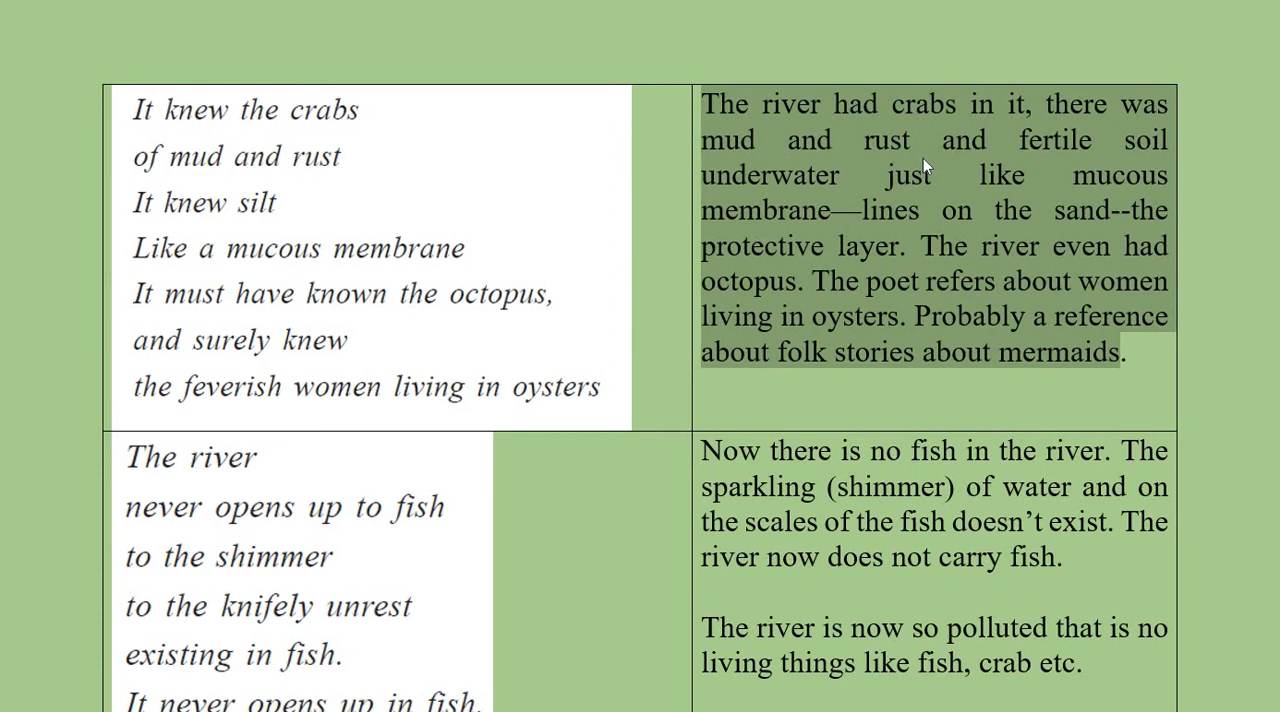 It knew the crabs
of mud and rust
It knew silt
Like a mucous membrane
It must have known the octopus,
and surely knew
the feverish women living in oysters
The river had crabs in it, there was
mud and rust and fertile soil
underwater just like mucous
membrane—lines on the sand--the
protective layer. The river even had
octopus. The poet refers about women
living in oysters. Probably a reference
about folk stories about mermaids.
The river
never opens up to fish
to the shimmer
to the knifely unrest
existing in fish.
It never opens up in fish.
Now there is no fish in the river. The
sparkling (shimmer) of water and on
the scales of the fish doesn’t exist. The
river now does not carry fish.
The river is now so polluted that is no
living things like fish, crab etc.